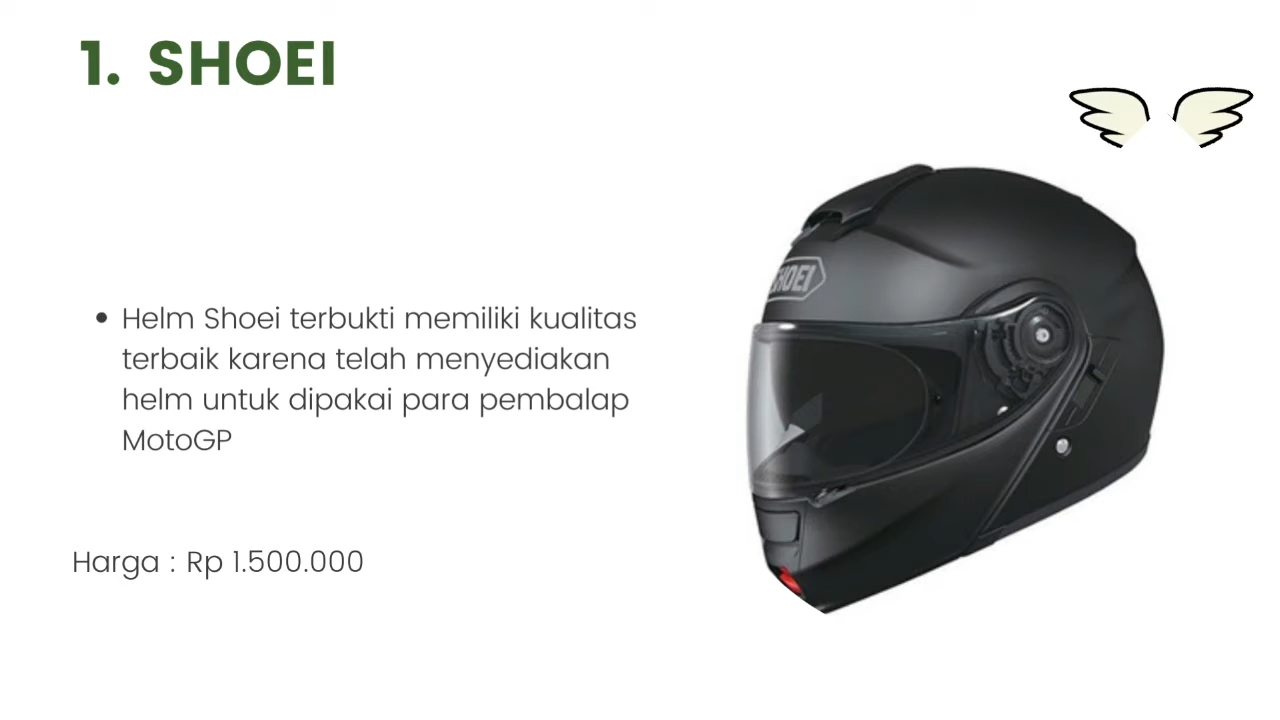 1. SHOEI
SHOEI
Helm Shoei terbukti memiliki kualitas
terbaik karena telah menyediakan
helm untuk dipakai para pembalap
MotoGP
Harga : Rp 1.500.000